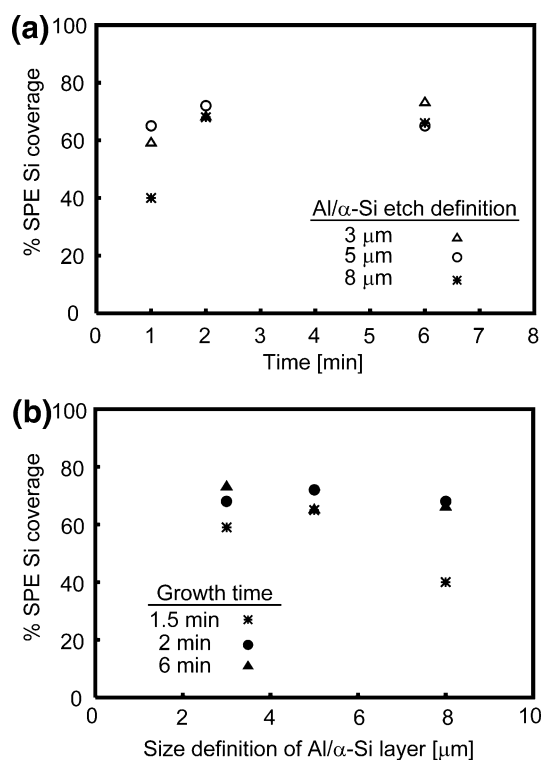 (a)
100
80
60
40
20
0
% SPE Si coverage
Al/α-Si etch definition
3 μm
5 μm
8 μm
0 1 2 3 4 5 6 7 8
Time [min]
(b)
100
80
60
40
20
0
% SPE Si coverage
Growth time
1.5 min
2 min
6 min
0 2 4 6 8 10
Size definition of Al/α-Si layer [μm]